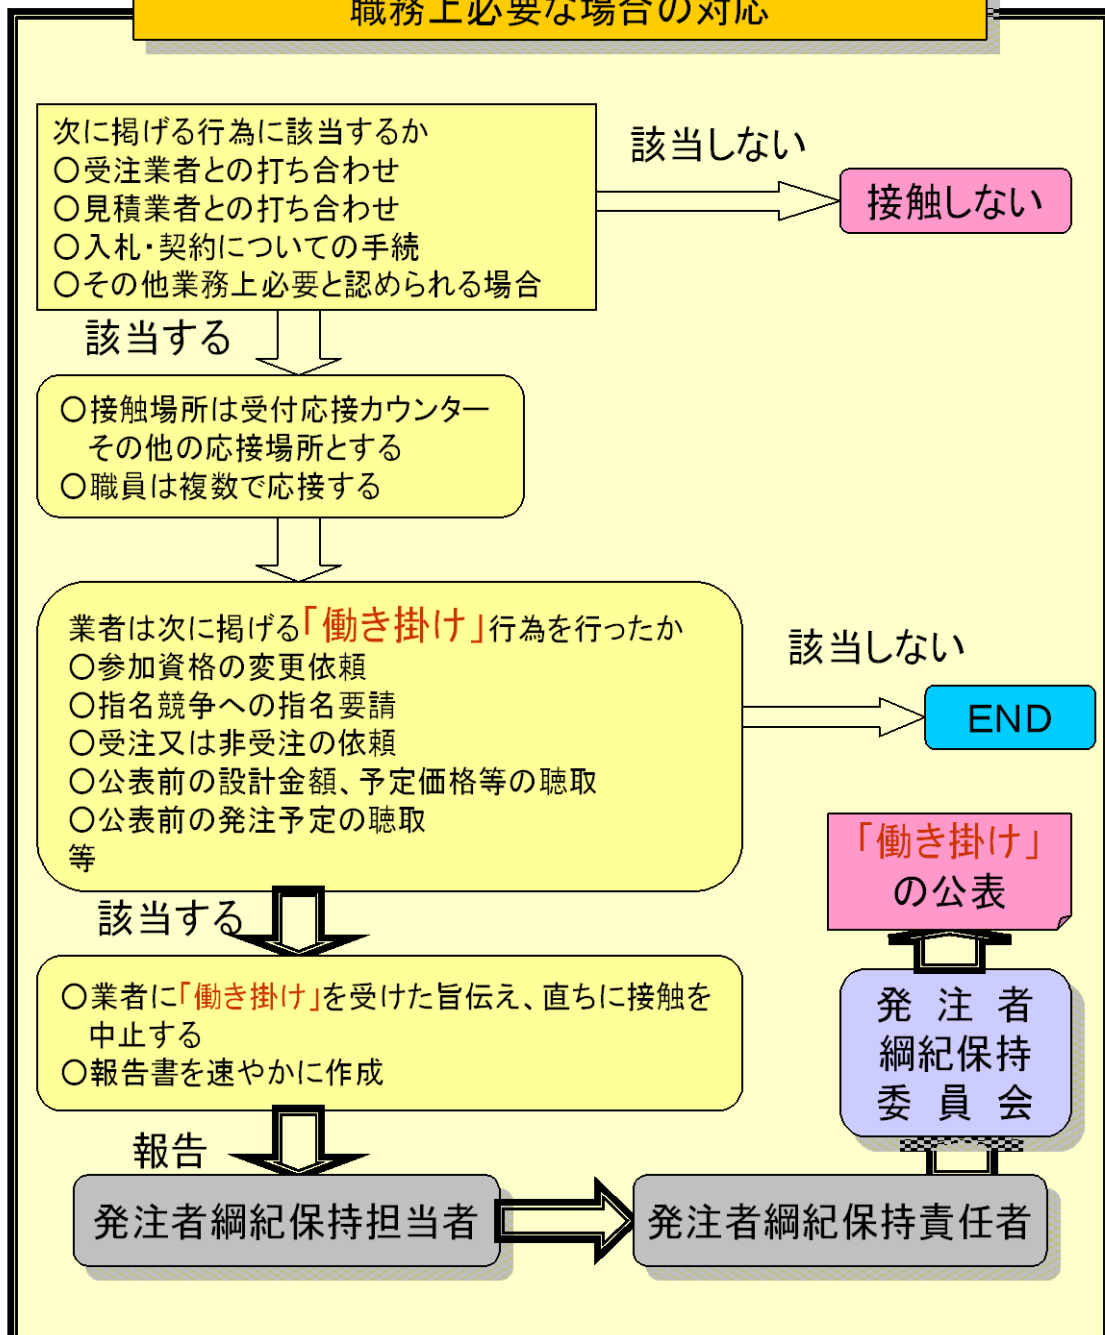 職務上必要な場合の対応
次に掲げる行為に該当するか
○受注業者との打ち合わせ
○見積業者との打ち合わせ
○入札・契約についての手続
○その他業務上必要と認められる場合
該当しない
接触しない
該当する
○接触場所は受付応接カウンター
その他の応接場所とする
○職員は複数で応接する
業者は次に掲げる「働き掛け」行為を行ったか
○参加資格の変更依頼
○指名競争への指名要請
○受注又は非受注の依頼
○公表前の設計金額、予定価格等の聴取
○公表前の発注予定の聴取
等
該当しない
END
該当する
○業者に「働き掛け」を受けた旨伝え、直ちに接触を
中止する
○報告書を速やかに作成
報告
発注者綱紀保持担当者
発注者綱紀保持責任者
発 注 者
綱紀保持
委 員 会
「働き掛け」
の公表